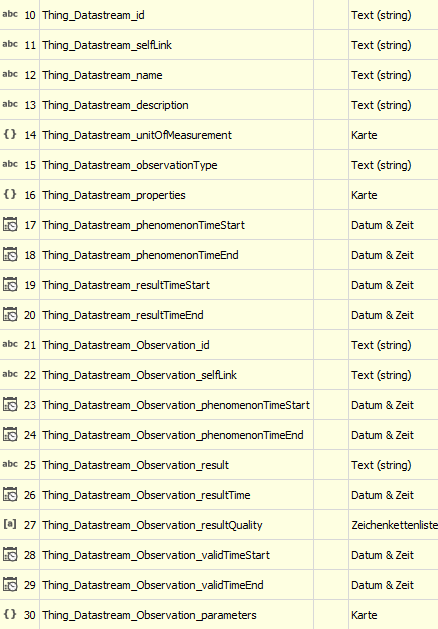 abc 10 Thing_Datastream_id Text (string)
abc 11 Thing_Datastream_selfLink Text (string)
abc 12 Thing_Datastream_name Text (string)
abc 13 Thing_Datastream_description Text (string)
{} 14 Thing_Datastream_unitOfMeasurement Karte
abc 15 Thing_Datastream_observationType Text (string)
{} 16 Thing_Datastream_properties Karte
17 Thing_Datastream_phenomenonTimeStart Datum & Zeit
18 Thing_Datastream_phenomenonTimeEnd Datum & Zeit
19 Thing_Datastream_resultTimeStart Datum & Zeit
20 Thing_Datastream_resultTimeEnd Datum & Zeit
abc 21 Thing_Datastream_Observation_id Text (string)
abc 22 Thing_Datastream_Observation_selfLink Text (string)
23 Thing_Datastream_Observation_phenomenonTimeStart Datum & Zeit
24 Thing_Datastream_Observation_phenomenonTimeEnd Datum & Zeit
abc 25 Thing_Datastream_Observation_result Text (string)
26 Thing_Datastream_Observation_resultTime Datum & Zeit
[a] 27 Thing_Datastream_Observation_resultQuality Zeichenkettenliste
28 Thing_Datastream_Observation_validTimeStart Datum & Zeit
29 Thing_Datastream_Observation_validTimeEnd Datum & Zeit
{} 30 Thing_Datastream_Observation_parameters Karte